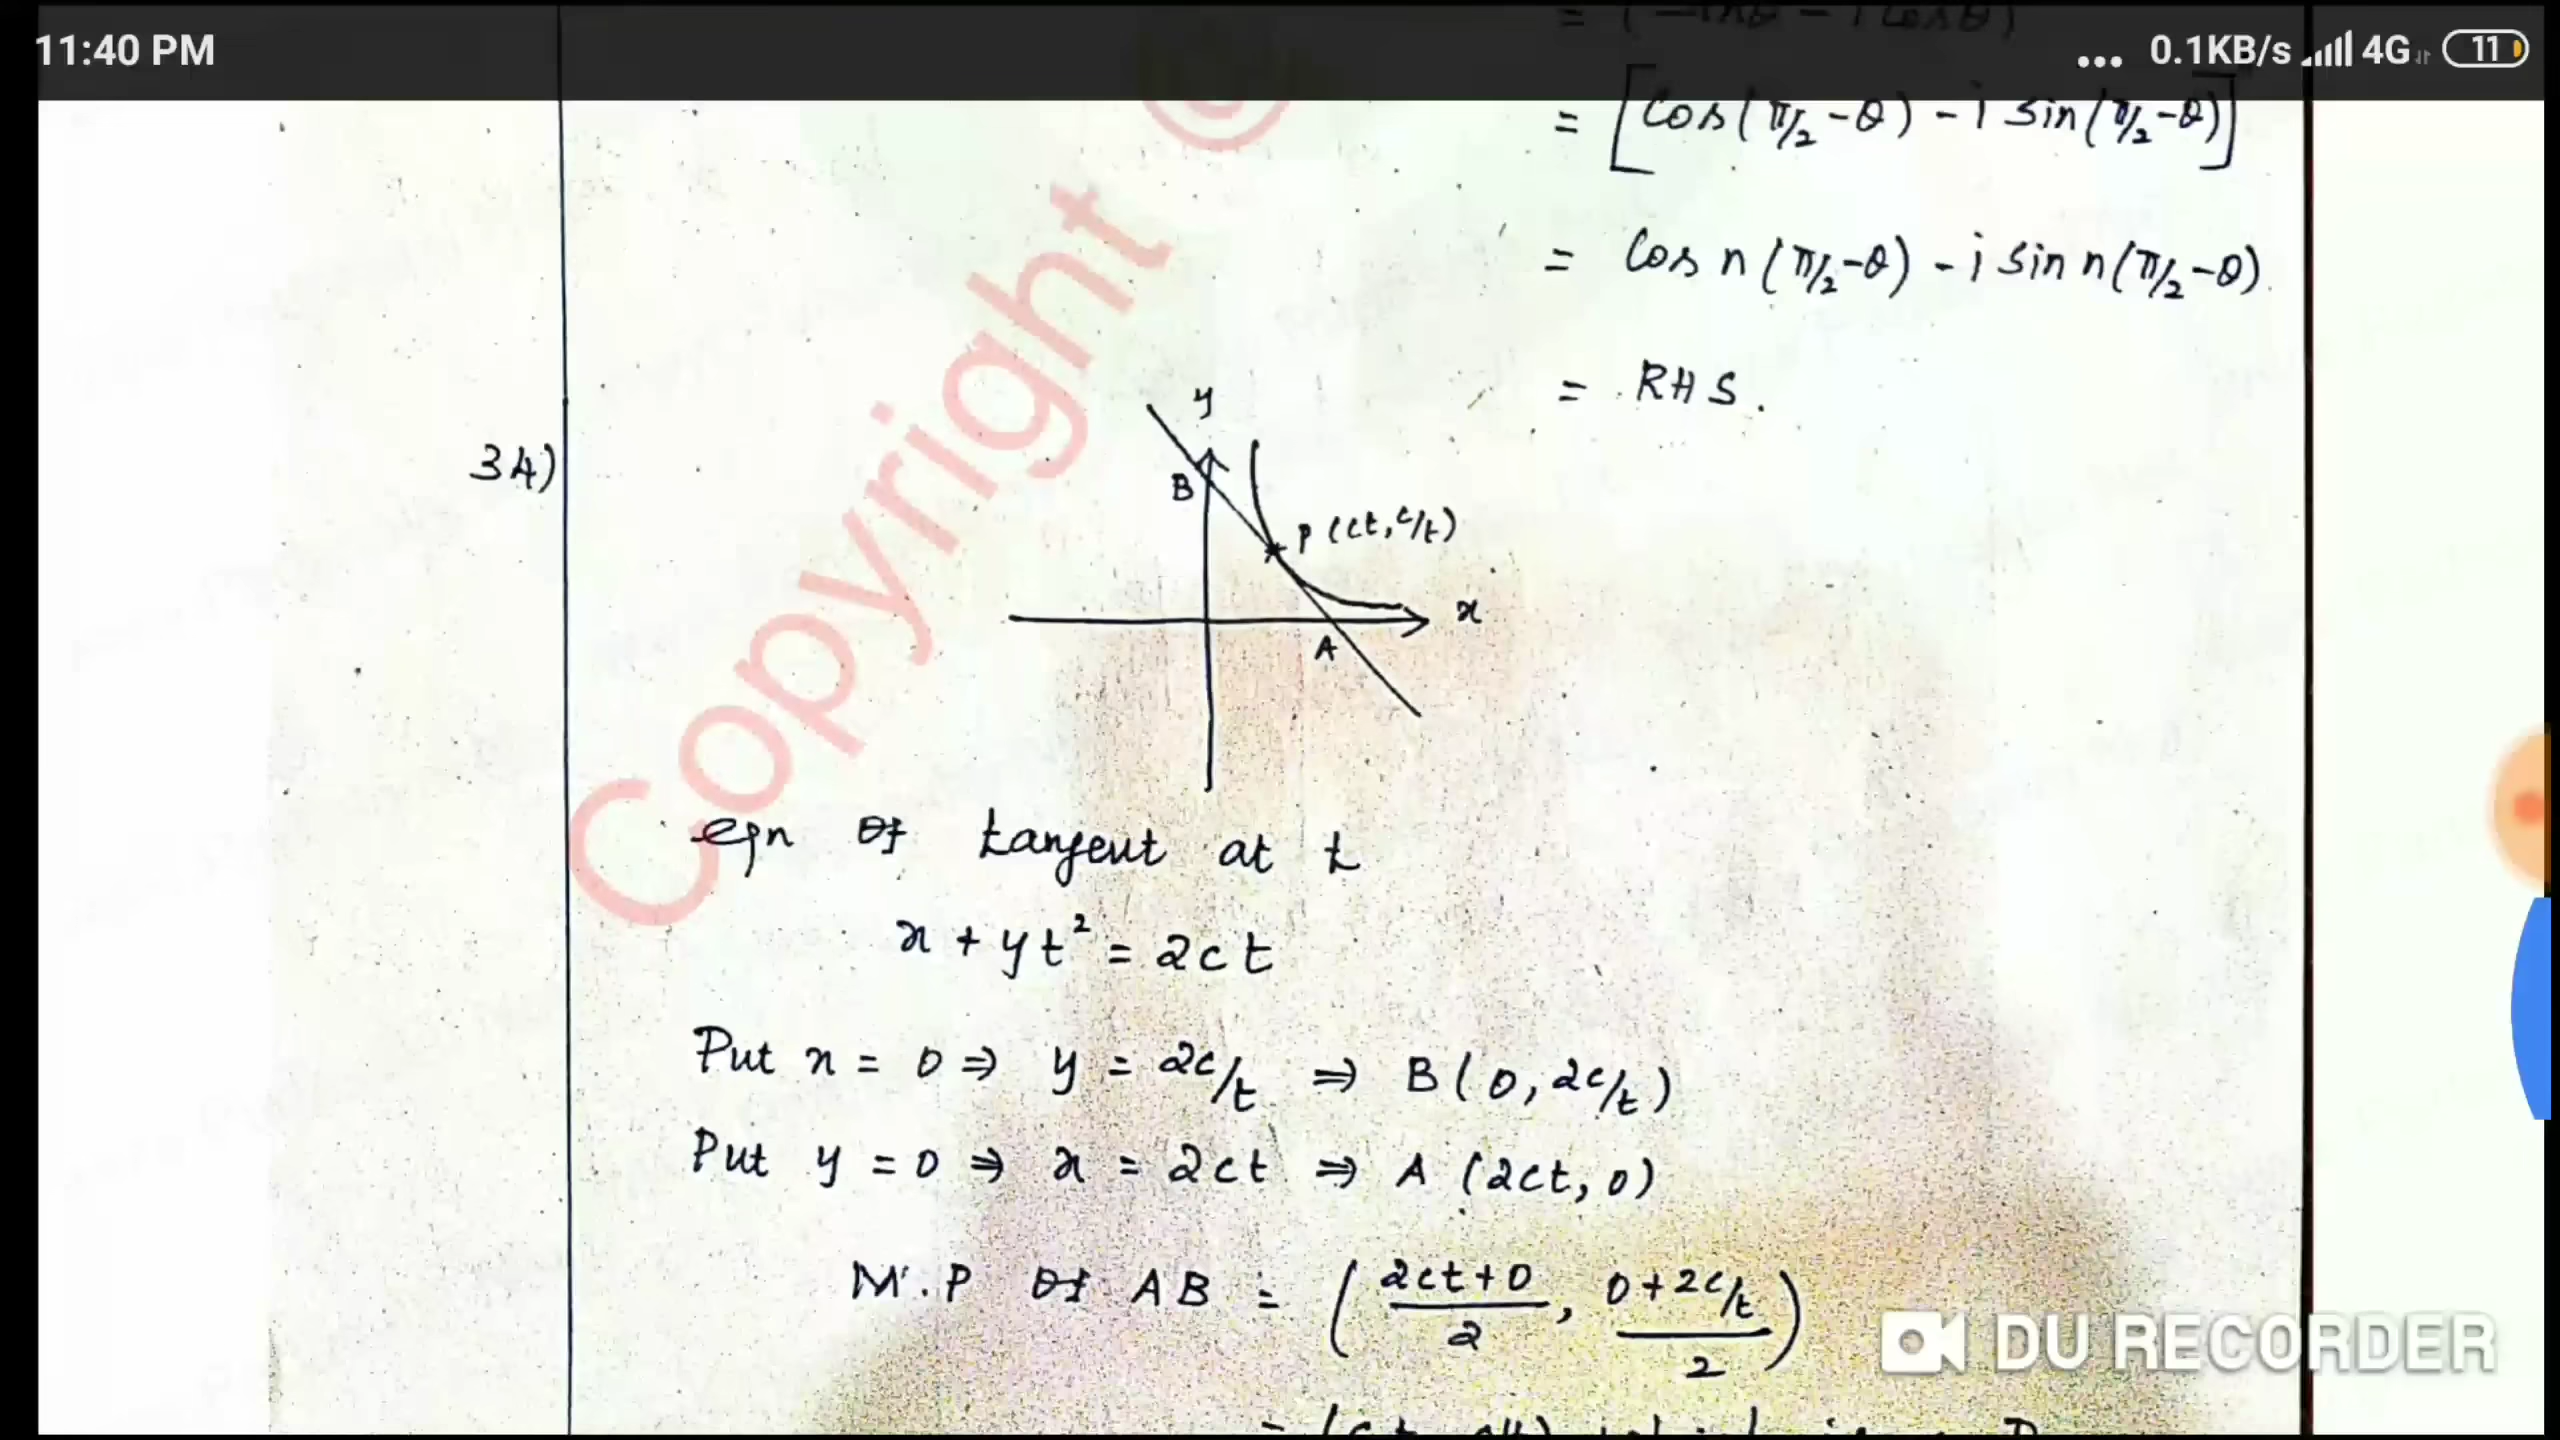 11:40 PM
... 0.1KB/s 4G 11
= [Cos(π/2 -θ) - i Sin(π/2 -θ)]
= Cos n(π/2-θ) - i Sin n(π/2-θ).
= RHS.
34)
y
B
P(ct, c/t)
x
A
eqn of tangent at t
x + yt² = 2ct
Put x = 0 ⇒ y = 2c/t ⇒ B(0, 2c/t)
Put y = 0 ⇒ x = 2ct ⇒ A (2ct, 0)
M.P of AB = ( (2ct+0)/2 , (0+2c/t)/2 )
Copyright ©
DU RECORDER